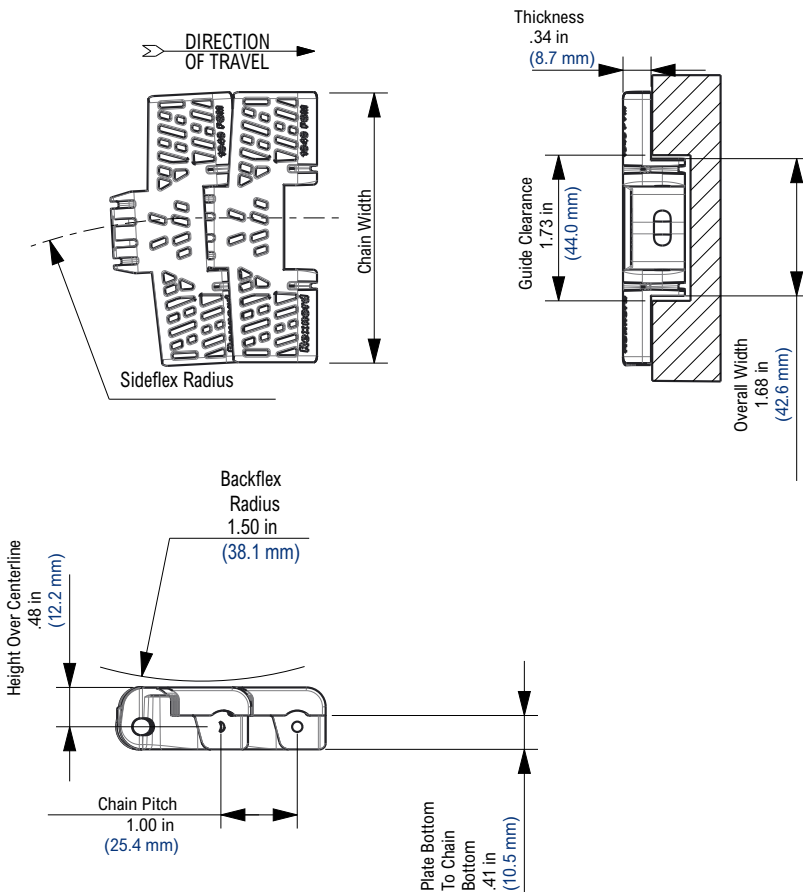 DIRECTION
OF TRAVEL
Chain Width
Sideflex Radius
Thickness
.34 in
(8.7 mm)
Guide Clearance
1.73 in
(44.0 mm)
Overall Width
1.68 in
(42.6 mm)
Backflex
Radius
1.50 in
(38.1 mm)
Height Over Centerline
.48 in
(12.2 mm)
Chain Pitch
1.00 in
(25.4 mm)
Plate Bottom
To Chain
Bottom
.41 in
(10.5 mm)
Rexnord